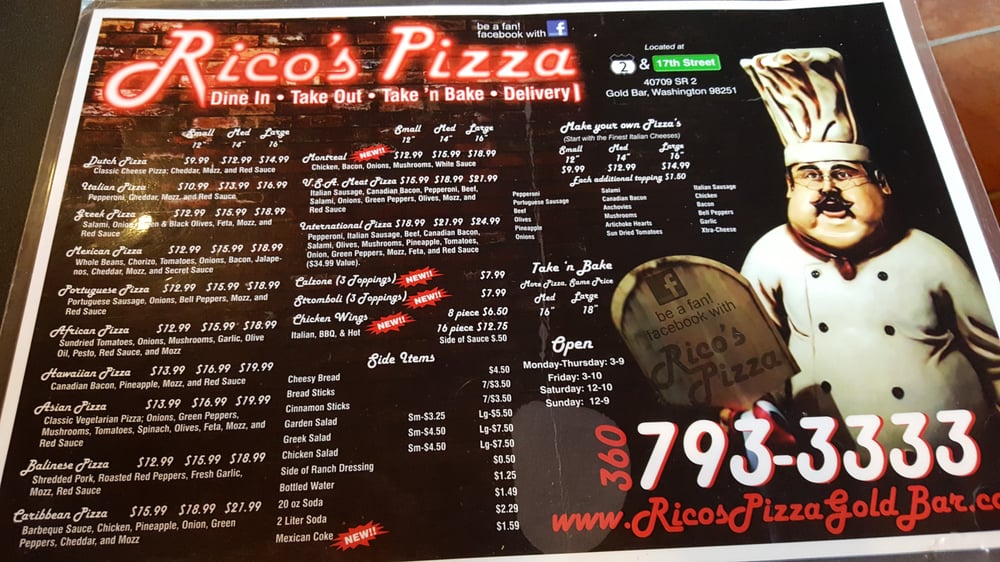 be a fan!
facebook with f
Rico's Pizza
Dine In • Take Out • Take 'n Bake • Delivery
Located at
2 & 17th Street
40709 SR 2
Gold Bar, Washington 98251
Small Med Large
12" 14" 16"
Dutch Pizza $9.99 $12.99 $14.99
Classic Cheese Pizza; Cheddar, Mozz, and Red Sauce
Italian Pizza $10.99 $13.99 $16.99
Pepperoni, Cheddar, Mozz, and Red Sauce
Greek Pizza $12.99 $15.99 $18.99
Salami, & Black Olives, Feta, Mozz, and
Red Sauce
Mexican Pizza $12.99 $15.99 $18.99
Whole Beans, Chorizo, Tomatoes, Onions, Bacon, Jalape-
nos, Cheddar, Mozz, and Secret Sauce
Portuguese Pizza $12.99 $15.99 $18.99
Portuguese Sausage, Onions, Bell Peppers, Mozz, and
Red Sauce
African Pizza $12.99 $15.99 $18.99
Sundried Tomatoes, Onions, Mushrooms, Garlic, Olive
Oil, Pesto, Red Sauce, and Mozz
Hawaiian Pizza $13.99 $16.99 $19.99
Canadian Bacon, Pineapple, Mozz, and Red Sauce
Asian Pizza $13.99 $16.99 $19.99
Classic Vegetarian Pizza; Onions, Green Peppers,
Mushrooms, Tomatoes, Spinach, Olives, Feta, Mozz, and
Red Sauce
Balinese Pizza $12.99 $15.99 $18.99
Shredded Pork, Roasted Red Peppers, Fresh Garlic,
Mozz, Red Sauce
Caribbean Pizza $15.99 $18.99 $21.99
Barbeque Sauce, Chicken, Pineapple, Onion, Green
Peppers, Cheddar, and Mozz
Small Med Large
12" 14" 16"
Montreal NEW!! $12.99 $15.99 $18.99
Chicken, Bacon, Onions, Mushrooms, White Sauce
U.S.A. Meat Pizza $15.99 $18.99 $21.99
Italian Sausage, Canadian Bacon, Pepperoni, Beef,
Salami, Onions, Green Peppers, Olives, Mozz, and
Red Sauce
International Pizza $18.99 $21.99 $24.99
Pepperoni, Italian Sausage, Beef, Canadian Bacon,
Salami, Olives, Mushrooms, Pineapple, Tomatoes,
Onion, Green Peppers, Mozz, Feta, and Red Sauce
($34.99 Value).
Calzone (3 Toppings) NEW!! $7.99
Stromboli (3 Toppings) NEW!! $7.99
Chicken Wings NEW!! 8 piece $6.50
Italian, BBQ, & Hot 16 piece $12.75
Side of Sauce $.50
Side Items
Cheesy Bread $4.50
Bread Sticks 7/$3.50
Cinnamon Sticks 7/$3.50
Garden Salad Sm-$3.25 Lg-$5.50
Greek Salad Sm-$4.50 Lg-$7.50
Chicken Salad Sm-$4.50 Lg-$7.50
Side of Ranch Dressing $0.50
Bottled Water $1.25
20 oz Soda $1.49
2 Liter Soda $2.29
Mexican Coke NEW!! $1.59
Make your own Pizza's
(Start with the Finest Italian Cheeses)
Small Med Large
12" 14" 16"
$9.99 $12.99 $14.99
Each additional topping $1.50
Pepperoni Salami Italian Sausage
Portuguese Sausage Canadian Bacon Chicken
Beef Anchovies Bacon
Olives Mushrooms Bell Peppers
Pineapple Artichoke Hearts Garlic
Onions Sun Dried Tomatoes Xtra-Cheese
Take 'n Bake
More Pizza, Same Price
Med Large
16" 18"
Open
Monday-Thursday: 3-9
Friday: 3-10
Saturday: 12-10
Sunday: 12-9
f
be a fan!
facebook with
Rico's
Pizza
360 793-3333
www.RicosPizzaGoldBar.co